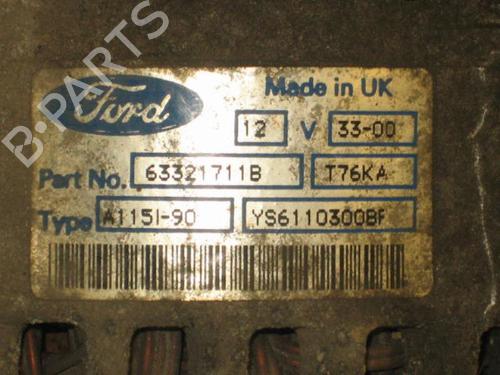 B-PARTS
Ford
Made in UK
12 V 33-00
Part No... 63321711B T76KA
Type A115I-90 YS6110300BF